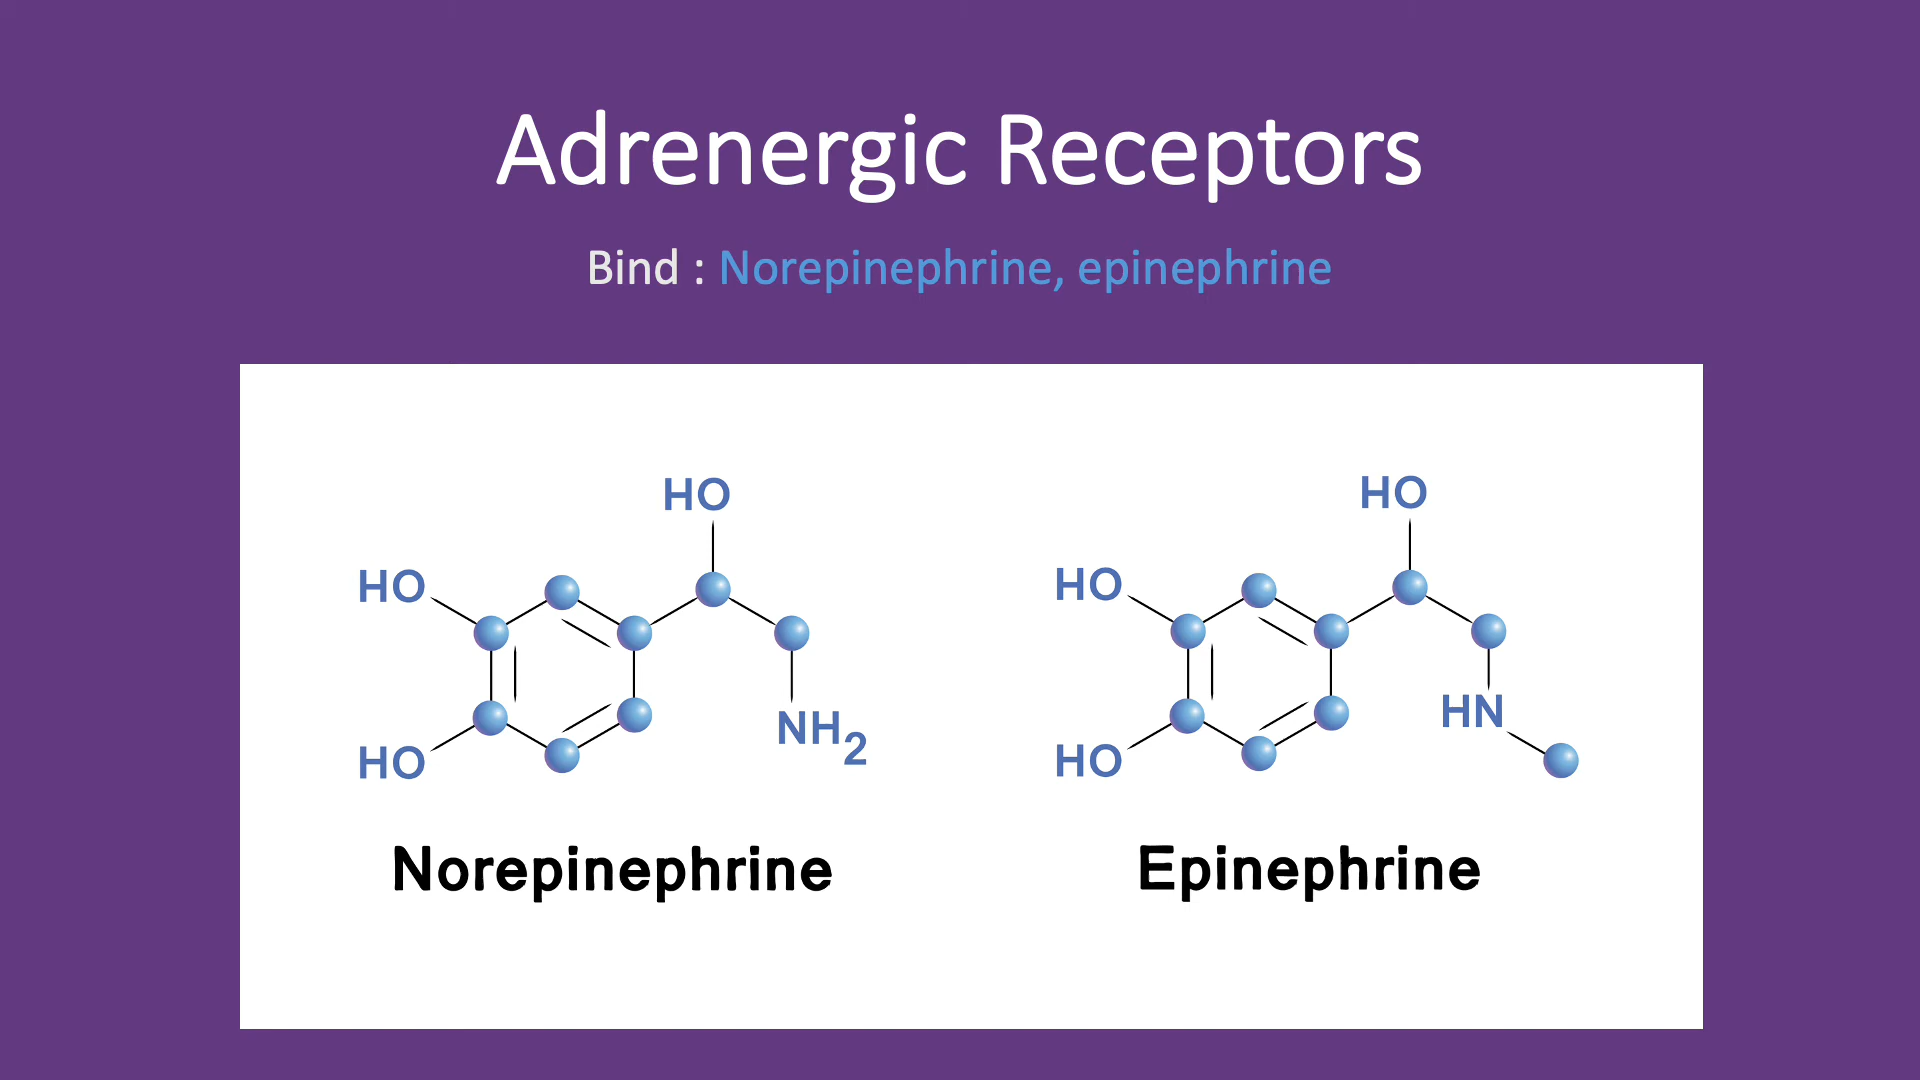 Adrenergic Receptors
Bind : Norepinephrine, epinephrine
HO HO
HO HO
NH2 HN
HO HO
Norepinephrine Epinephrine